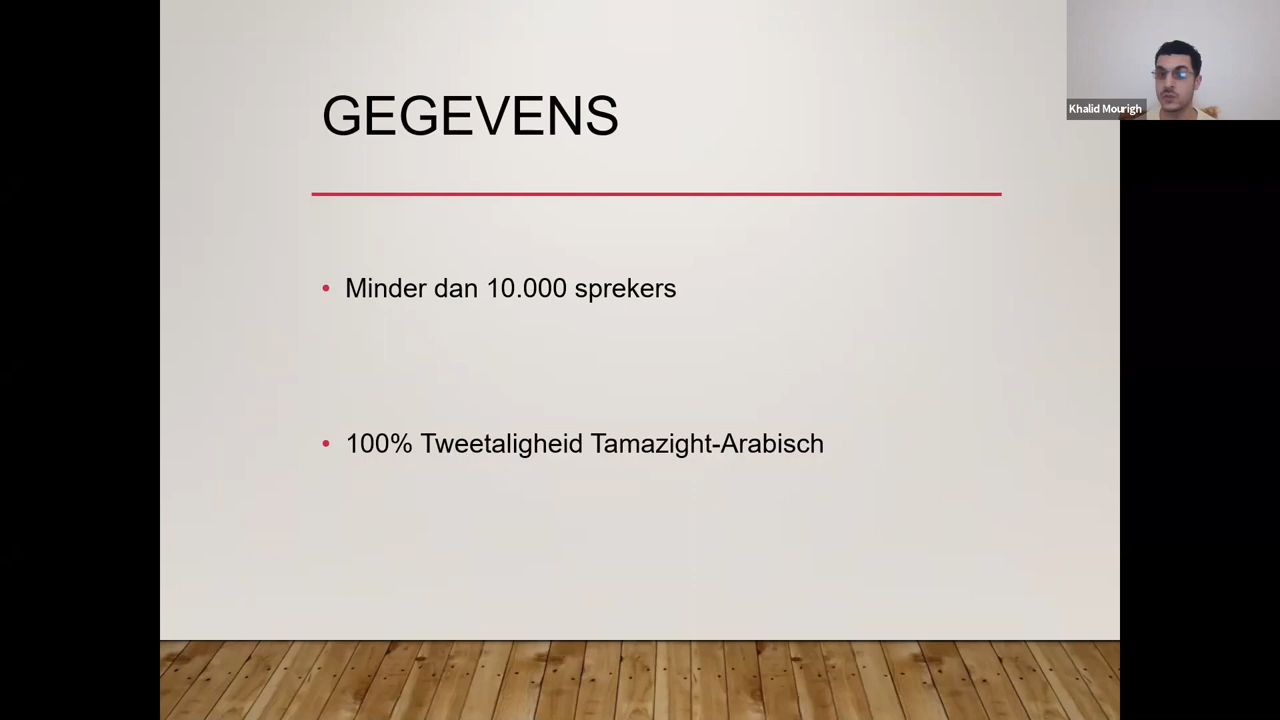 GEGEVENS
Khalid Mourigh
• Minder dan 10.000 sprekers
• 100% Tweetaligheid Tamazight-Arabisch